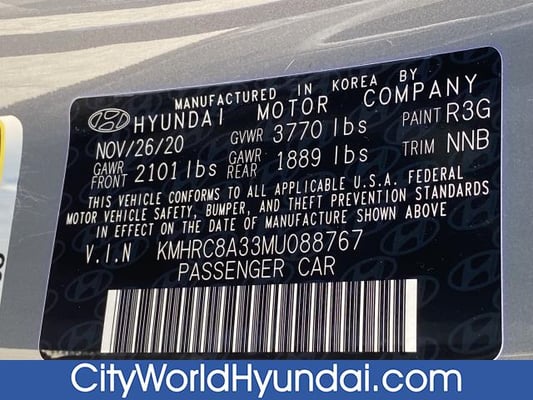 MANUFACTURED IN KOREA BY
HYUNDAI MOTOR COMPANY
NOV/26/20 GVWR 3770 lbs PAINT R3G
GAWR FRONT 2101 lbs GAWR REAR 1889 lbs TRIM NNB
THIS VEHICLE CONFORMS TO ALL APPLICABLE U.S.A. FEDERAL
MOTOR VEHICLE SAFETY, BUMPER, AND THEFT PREVENTION STANDARDS
IN EFFECT ON THE DATE OF MANUFACTURE SHOWN ABOVE
V.I.N KMHRC8A33MU088767
PASSENGER CAR
CityWorldHyundai.com